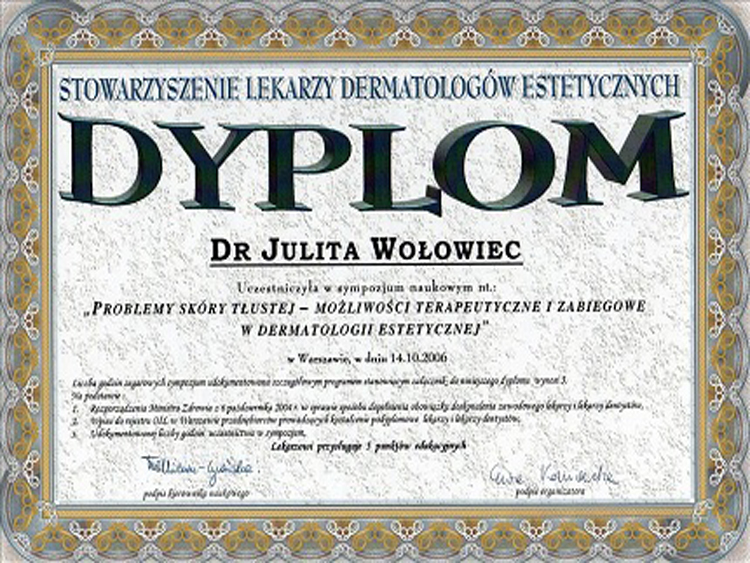 STOWARZYSZENIE LEKARZY DERMATOLOGÓW ESTETYCZNYCH
DYPLOM
DR JULITA WOŁOWIEC
Uczestniczyła w sympozjum naukowym nt.:
„PROBLEMY SKÓRY TŁUSTEJ – MOŻLIWOŚCI TERAPEUTYCZNE I ZABIEGOWE
W DERMATOLOGII ESTETYCZNEJ”
w Warszawie, w dniu 14.10.2006
Liczba godzin zegarowych sympozjum udokumentowana szczegółowym programem stanowiącym załącznik do niniejszego dyplomu wynosi 5.
Na podstawie :
1. Rozporządzenia Ministra Zdrowia z 6 października 2004 r. w sprawie sposobu dopełnienia obowiązku doskonalenia zawodowego lekarzy i lekarzy dentystów,
2. Wpisu do rejestru OIL w Warszawie przedsiębiorców prowadzących kształcenie podyplomowe lekarzy i lekarzy dentystów,
3. Udokumentowanej liczby godzin uczestnictwa w sympozjum,
Lekarzowi przysługuje 5 punktów edukacyjnych
podpis kierownika naukowego
podpis organizatora